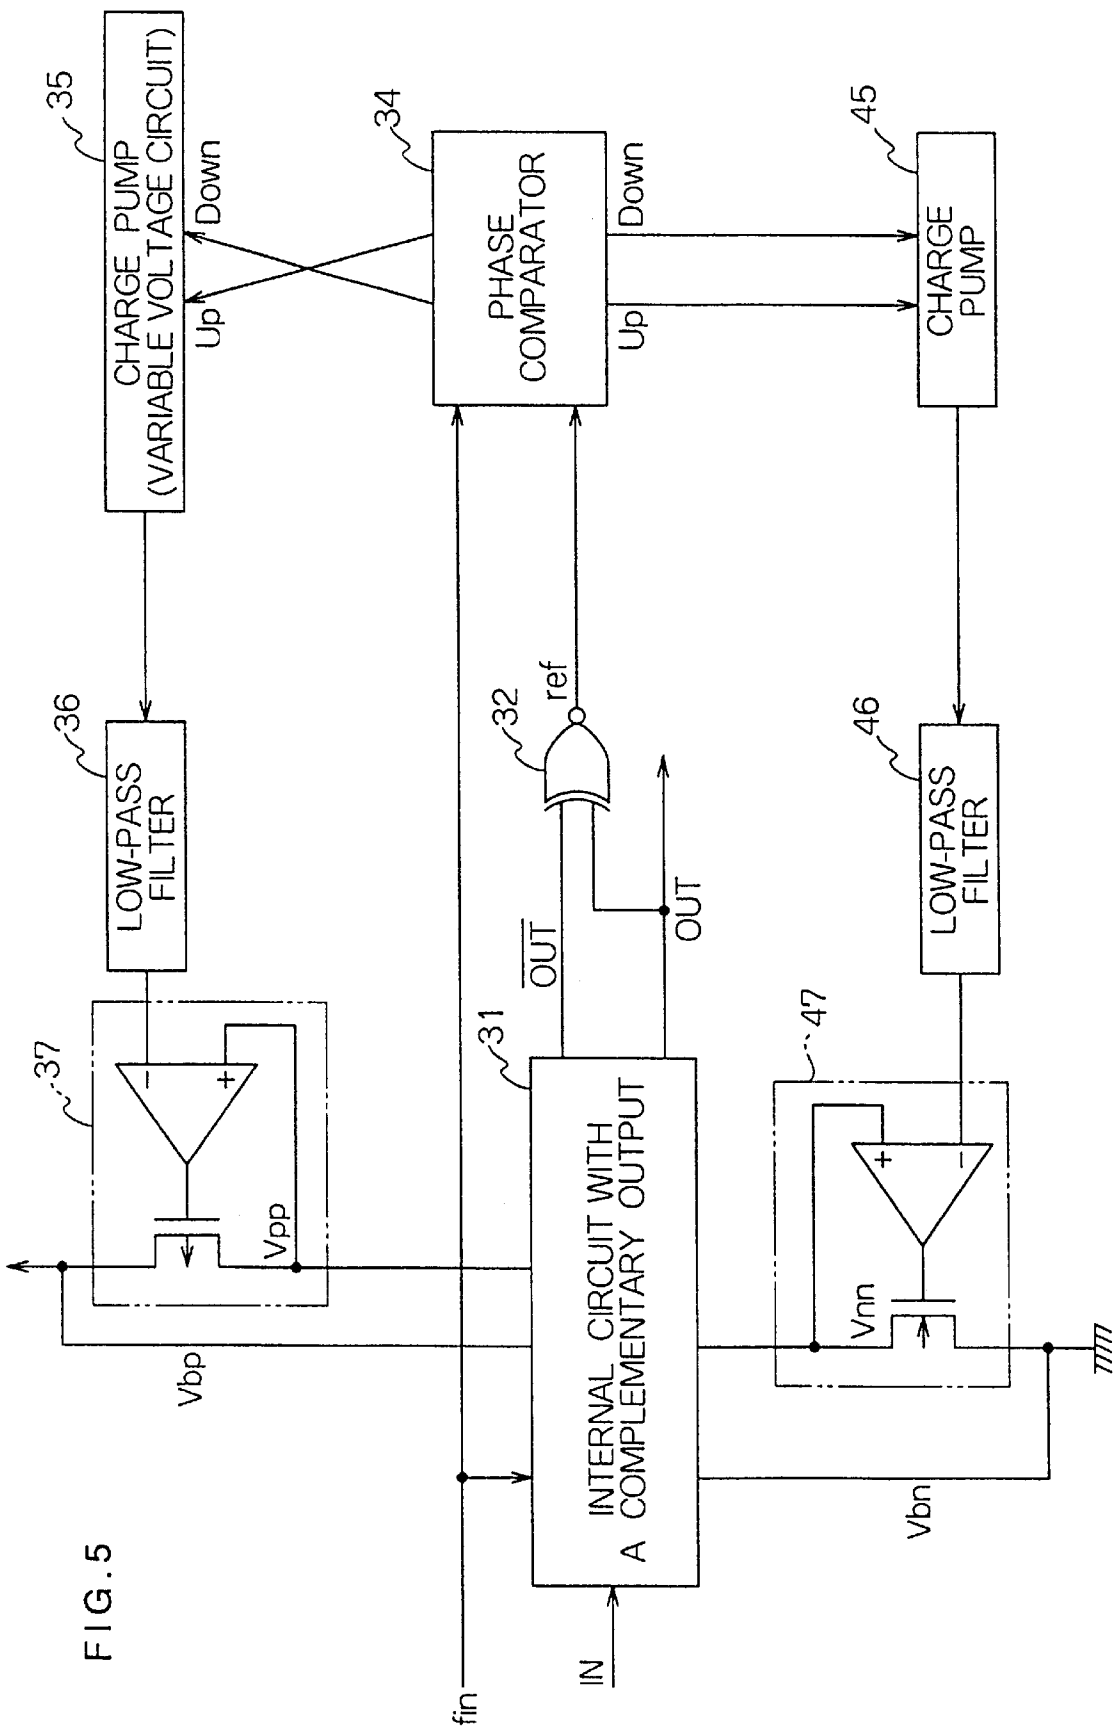 FIG.5
Vbp
37
Vpp
−
+
36
LOW-PASS
FILTER
35
CHARGE PUMP
(VARIABLE VOLTAGE CIRCUIT)
Up
Down
fin
34
PHASE
COMPARATOR
Up
Down
IN
31
INTERNAL CIRCUIT WITH
A COMPLEMENTARY OUTPUT
OUT
OUT
32
ref
Vbn
47
Vnn
+
−
46
LOW-PASS
FILTER
45
CHARGE
PUMP